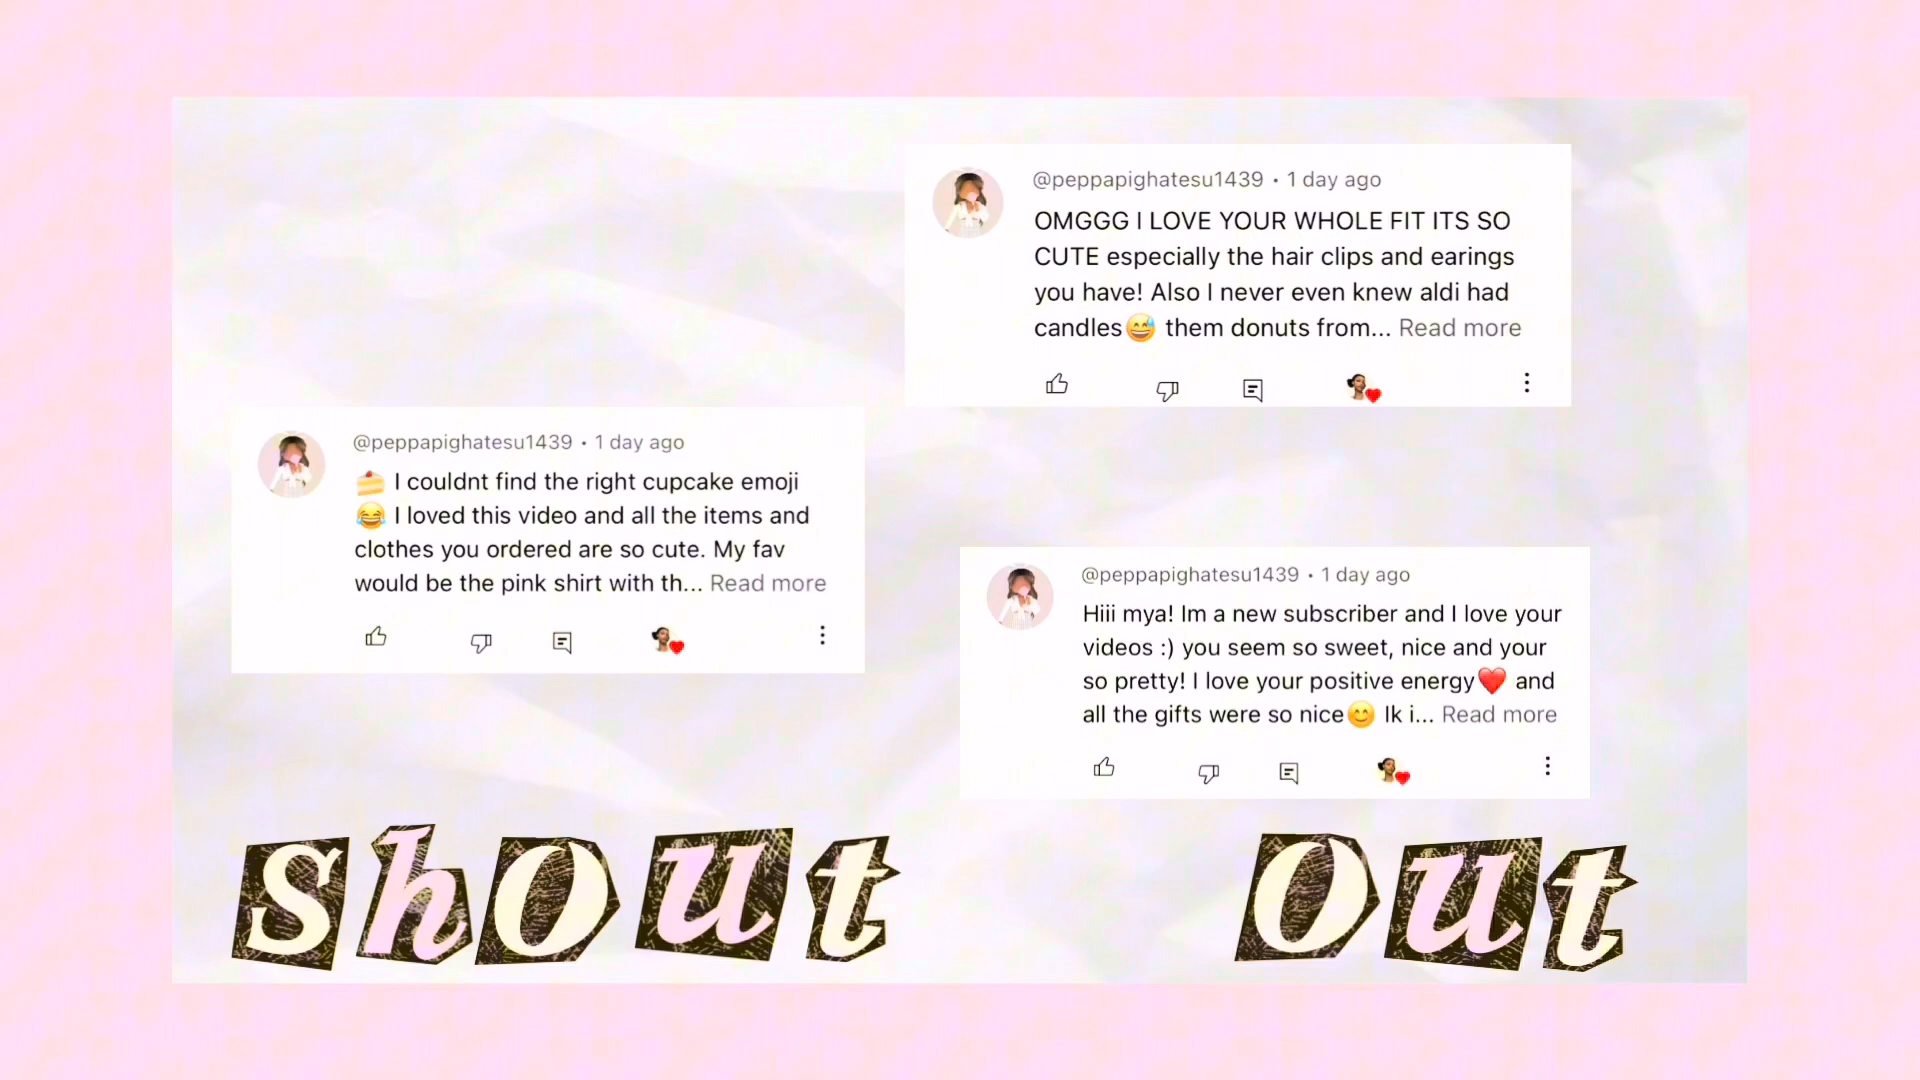 @peppapighatesu1439 • 1 day ago
OMGGG I LOVE YOUR WHOLE FIT ITS SO
CUTE especially the hair clips and earings
you have! Also I never even knew aldi had
candles😅 them donuts from... Read more
@peppapighatesu1439 • 1 day ago
🍰 I couldnt find the right cupcake emoji
😂 I loved this video and all the items and
clothes you ordered are so cute. My fav
would be the pink shirt with th... Read more
@peppapighatesu1439 • 1 day ago
Hiii mya! Im a new subscriber and I love your
videos :) you seem so sweet, nice and your
so pretty! I love your positive energy❤️ and
all the gifts were so nice😊 Ik i... Read more
Shout Out